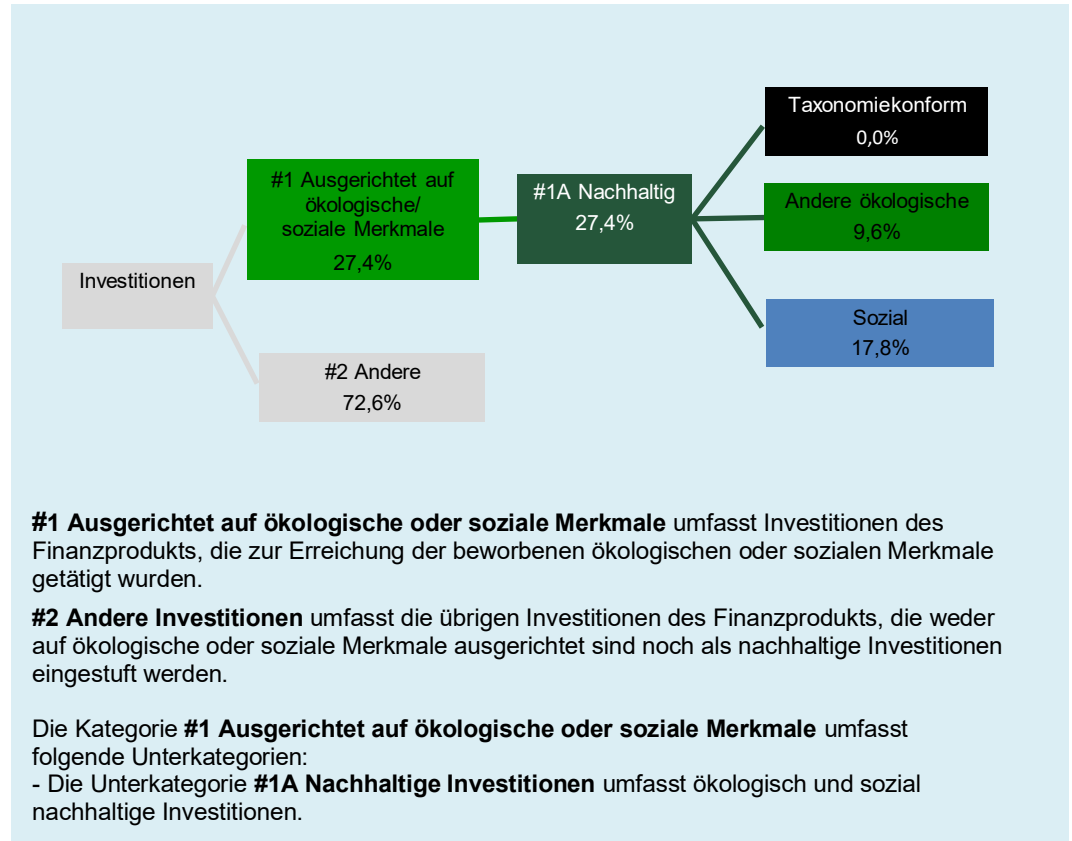 Investitionen
#1 Ausgerichtet auf
ökologische/
soziale Merkmale
27,4%
#2 Andere
72,6%
#1A Nachhaltig
27,4%
Taxonomiekonform
0,0%
Andere ökologische
9,6%
Sozial
17,8%
#1 Ausgerichtet auf ökologische oder soziale Merkmale umfasst Investitionen des
Finanzprodukts, die zur Erreichung der beworbenen ökologischen oder sozialen Merkmale
getätigt wurden.
#2 Andere Investitionen umfasst die übrigen Investitionen des Finanzprodukts, die weder
auf ökologische oder soziale Merkmale ausgerichtet sind noch als nachhaltige Investitionen
eingestuft werden.
Die Kategorie #1 Ausgerichtet auf ökologische oder soziale Merkmale umfasst
folgende Unterkategorien:
- Die Unterkategorie #1A Nachhaltige Investitionen umfasst ökologisch und sozial
nachhaltige Investitionen.